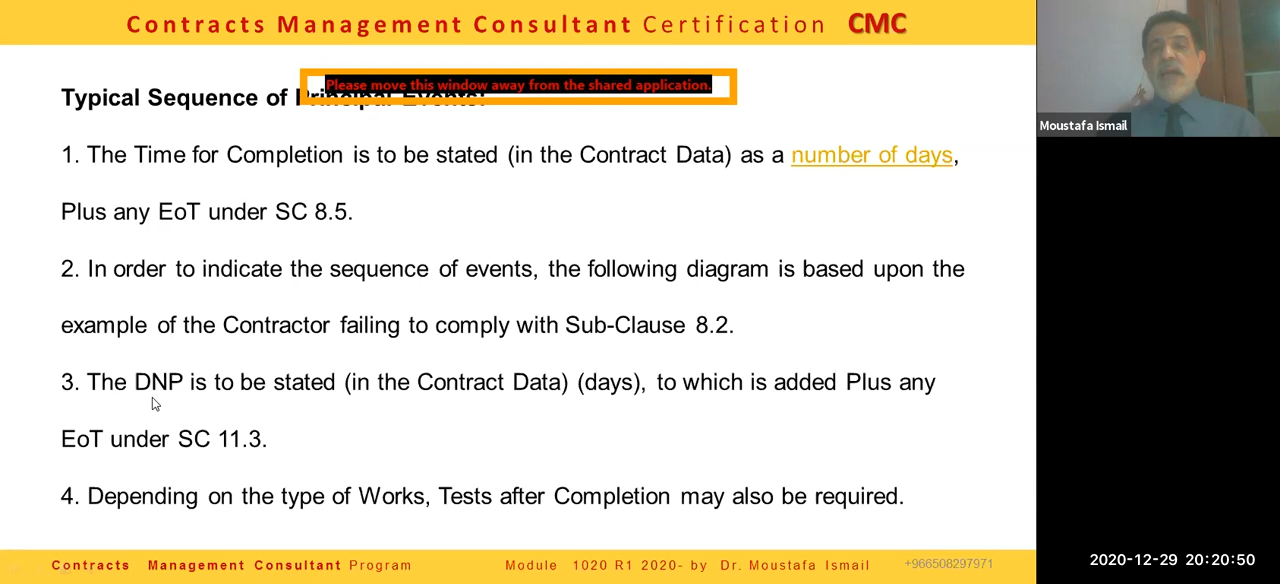 Contracts Management Consultant Certification CMC
Please move this window away from the shared application.
Typical Sequence of Principal Events:
Moustafa Ismail
1. The Time for Completion is to be stated (in the Contract Data) as a number of days,
Plus any EoT under SC 8.5.
2. In order to indicate the sequence of events, the following diagram is based upon the
example of the Contractor failing to comply with Sub-Clause 8.2.
3. The DNP is to be stated (in the Contract Data) (days), to which is added Plus any
EoT under SC 11.3.
4. Depending on the type of Works, Tests after Completion may also be required.
Contracts Management Consultant Program
Module 1020 R1 2020- by Dr. Moustafa Ismail
+966508297971
2020-12-29 20:20:50